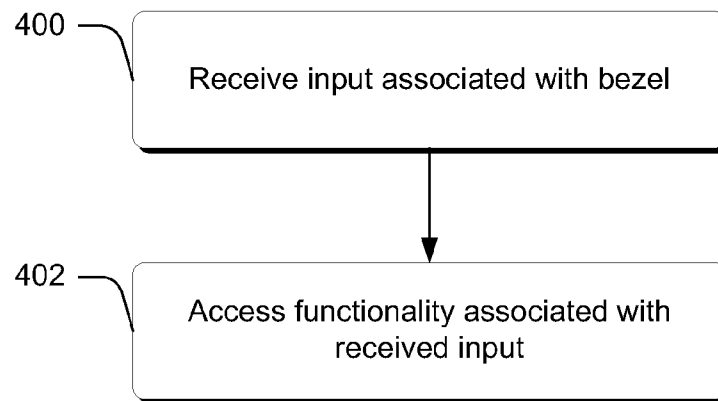 400
Receive input associated with bezel
402
Access functionality associated with
received input